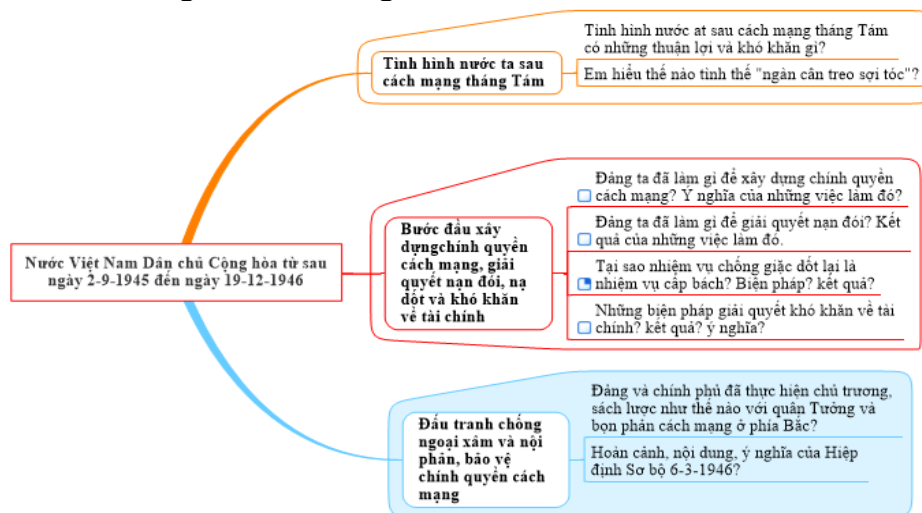 Nước Việt Nam Dân chủ Cộng hòa từ sau
ngày 2-9-1945 đến ngày 19-12-1946
Tình hình nước ta sau
cách mạng tháng Tám
Tình hình nước at sau cách mạng tháng Tám
có những thuận lợi và khó khăn gì?
Em hiểu thế nào tình thế "ngàn cân treo sợi tóc"?
Bước đầu xây
dựngchính quyền
cách mạng, giải
quyết nạn đói, nạ
dốt và khó khăn
về tài chính
Đảng ta đã làm gì để xây dựng chính quyền
cách mạng? Ý nghĩa của những việc làm đó?
Đảng ta đã làm gì để giải quyết nạn đói? Kết
quả của những việc làm đó.
Tại sao nhiệm vụ chống giặc dốt lại là
nhiệm vụ cấp bách? Biện pháp? kết quả?
Những biện pháp giải quyết khó khăn về tài
chính? kết quả? ý nghĩa?
Đấu tranh chống
ngoại xâm và nội
phản, bảo vệ
chính quyền cách
mạng
Đảng và chính phủ đã thực hiện chủ trương,
sách lược như thế nào với quân Tưởng và
bọn phản cách mạng ở phía Bắc?
Hoàn cảnh, nội dung, ý nghĩa của Hiệp
định Sơ bộ 6-3-1946?